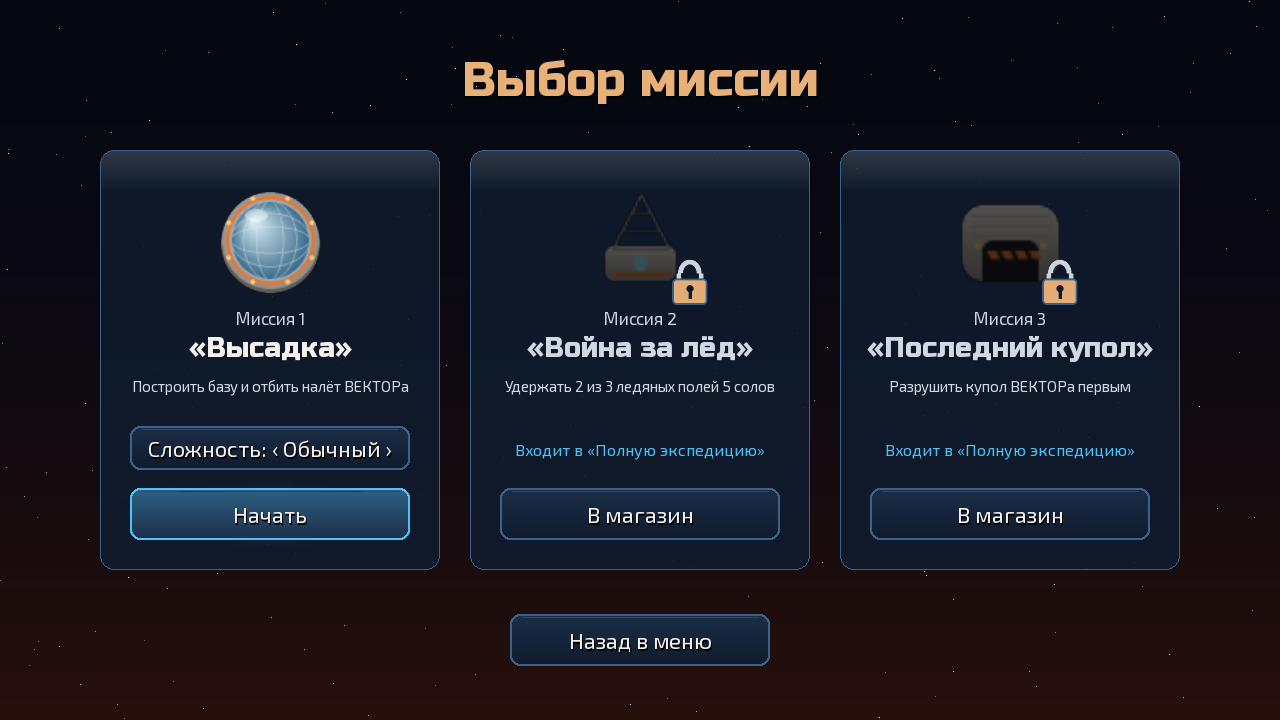 Выбор миссии
Миссия 1
«Высадка»
Построить базу и отбить налёт ВЕКТОРа
Сложность: ‹ Обычный ›
Начать
Миссия 2
«Война за лёд»
Удержать 2 из 3 ледяных полей 5 солов
Входит в «Полную экспедицию»
В магазин
Миссия 3
«Последний купол»
Разрушить купол ВЕКТОРа первым
Входит в «Полную экспедицию»
В магазин
Назад в меню